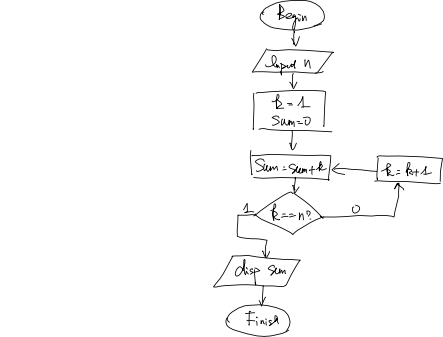 Begin
Input n
k = 1
Sum=0
Sum = sum + k
k = k+1
k == n?
1
0
disp sum
Finish